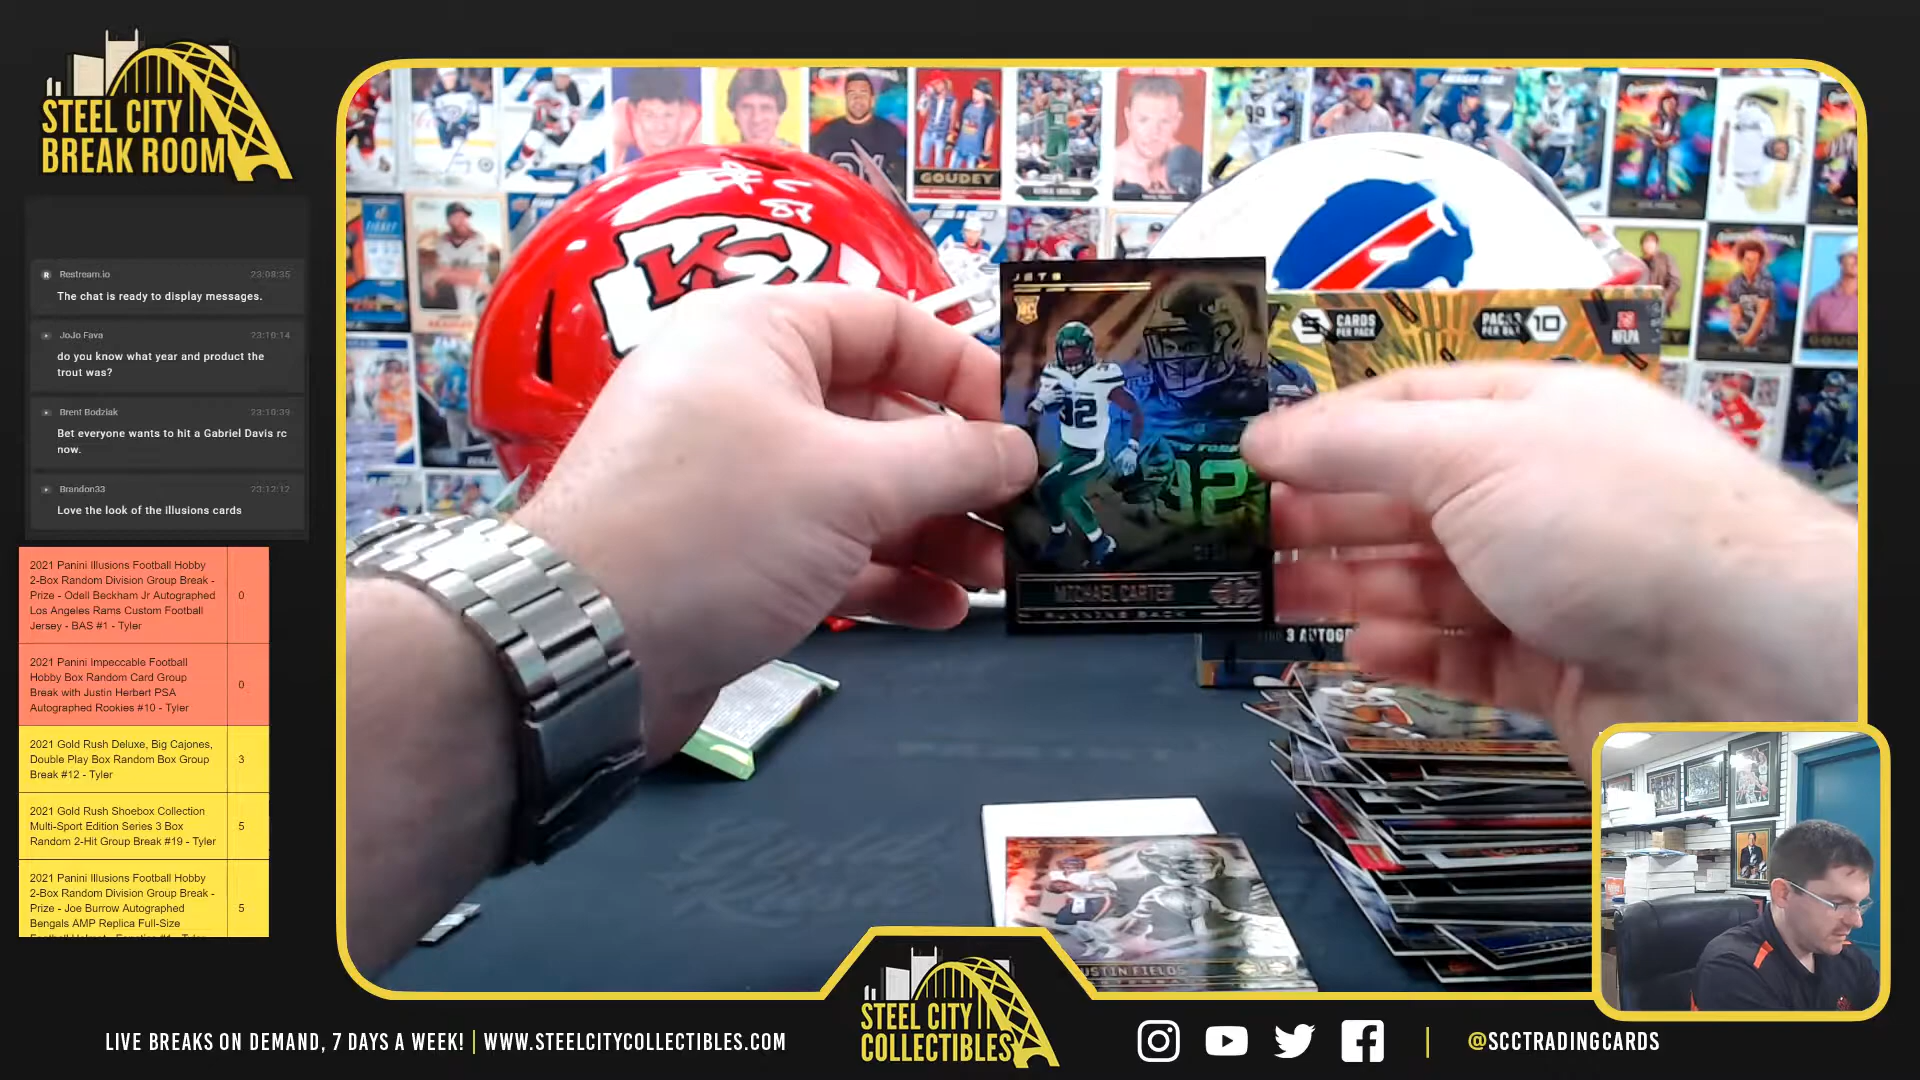 STEEL CITY
BREAK ROOM
Restream.io 23:08:35
The chat is ready to display messages.
JoJo Fava 23:10:14
do you know what year and product the
trout was?
Brent Bodziak 23:10:39
Bet everyone wants to hit a Gabriel Davis rc
now.
Brandon33 23:12:12
Love the look of the illusions cards
2021 Panini Illusions Football Hobby
2-Box Random Division Group Break -
Prize - Odell Beckham Jr Autographed
Los Angeles Rams Custom Football
Jersey - BAS #1 - Tyler
0
2021 Panini Impeccable Football
Hobby Box Random Card Group
Break with Justin Herbert PSA
Autographed Rookies #10 - Tyler
0
2021 Gold Rush Deluxe, Big Cajones,
Double Play Box Random Box Group
Break #12 - Tyler
3
2021 Gold Rush Shoebox Collection
Multi-Sport Edition Series 3 Box
Random 2-Hit Group Break #19 - Tyler
5
2021 Panini Illusions Football Hobby
2-Box Random Division Group Break -
Prize - Joe Burrow Autographed
Bengals AMP Replica Full-Size
5
GOUDEY
KC
87
JETS
RC
32
32
MICHAEL CARTER
RUNNING BACK
5 CARDS
PER PACK
PACKS
PER BOX
10
NFLPA
3 AUTOG
USTIN FIELDS
STEEL CITY
COLLECTIBLES
LIVE BREAKS ON DEMAND, 7 DAYS A WEEK! | WWW.STEELCITYCOLLECTIBLES.COM
@SCCTRADINGCARDS